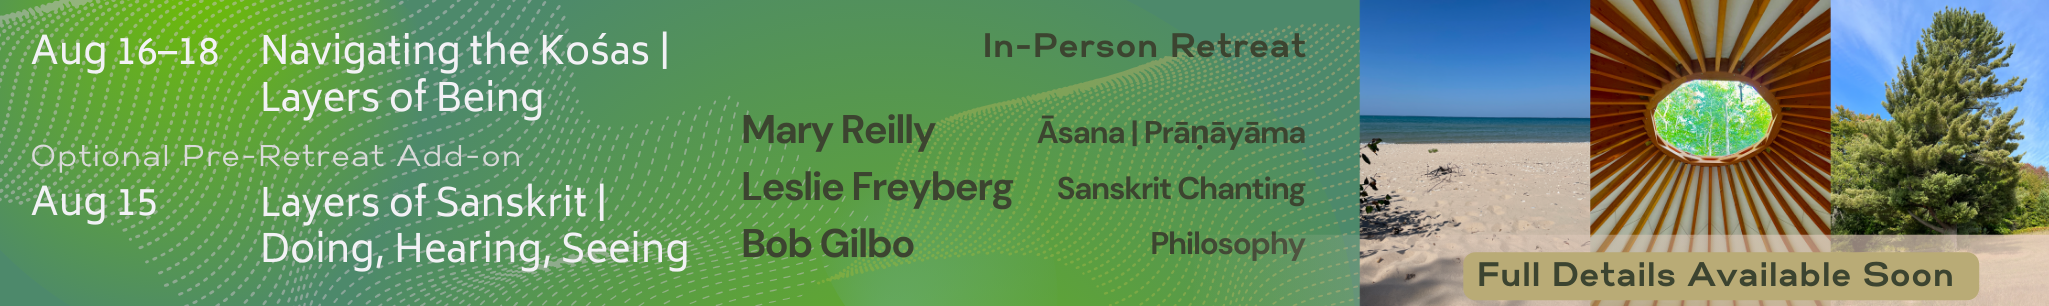 Aug 16–18
Navigating the Kośas |
Layers of Being
Optional Pre-Retreat Add-on
Aug 15
Layers of Sanskrit |
Doing, Hearing, Seeing
In-Person Retreat
Mary Reilly
Āsana | Prāṇāyāma
Leslie Freyberg
Sanskrit Chanting
Bob Gilbo
Philosophy
Full Details Available Soon